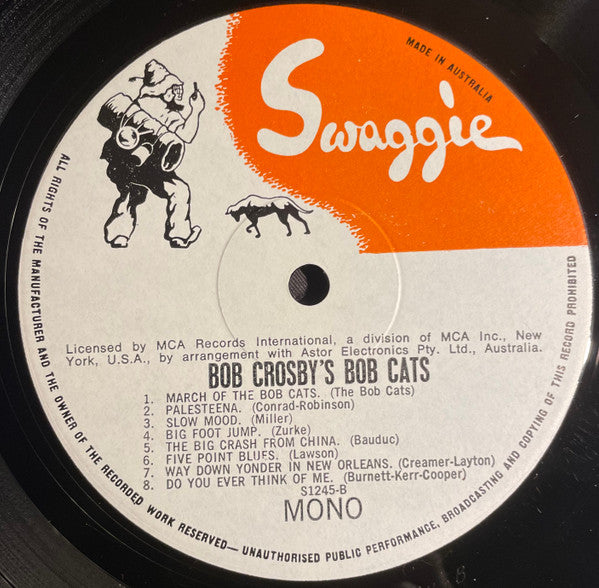 Swaggie
MADE IN AUSTRALIA
Licensed by MCA Records International, a division of MCA Inc., New
York, U.S.A., by arrangement with Astor Electronics Pty. Ltd., Australia.
BOB CROSBY'S BOB CATS
1. MARCH OF THE BOB CATS. (The Bob Cats)
2. PALESTEENA. (Conrad-Robinson)
3. SLOW MOOD. (Miller)
4. BIG FOOT JUMP. (Zurke)
5. THE BIG CRASH FROM CHINA. (Bauduc)
6. FIVE POINT BLUES. (Lawson)
7. WAY DOWN YONDER IN NEW ORLEANS. (Creamer-Layton)
8. DO YOU EVER THINK OF ME. (Burnett-Kerr-Cooper)
S1245-B
MONO
ALL RIGHTS OF THE MANUFACTURER AND THE OWNER OF THE RECORDED WORK RESERVED— UNAUTHORISED PUBLIC PERFORMANCE, BROADCASTING AND COPYING OF THIS RECORD PROHIBITED